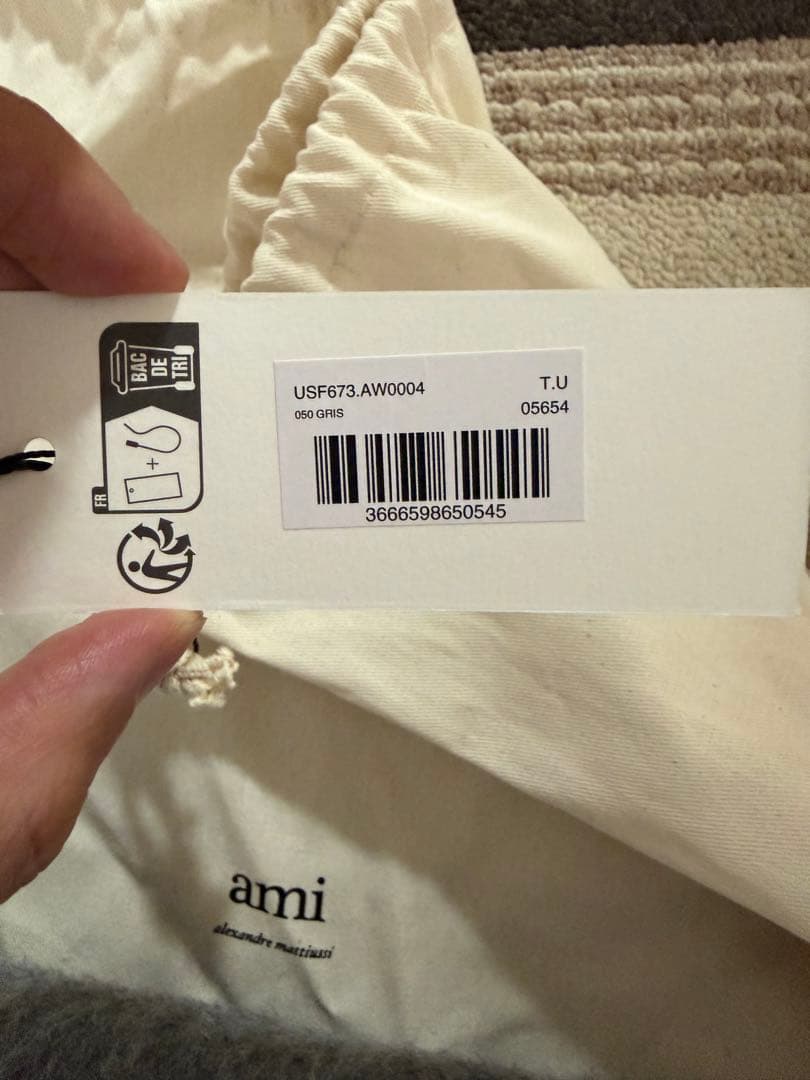 BAC
DE
TRI
+
FR
USF673.AW0004
T.U
050 GRIS
05654
3666598650545
ami
alexandre mattiussi